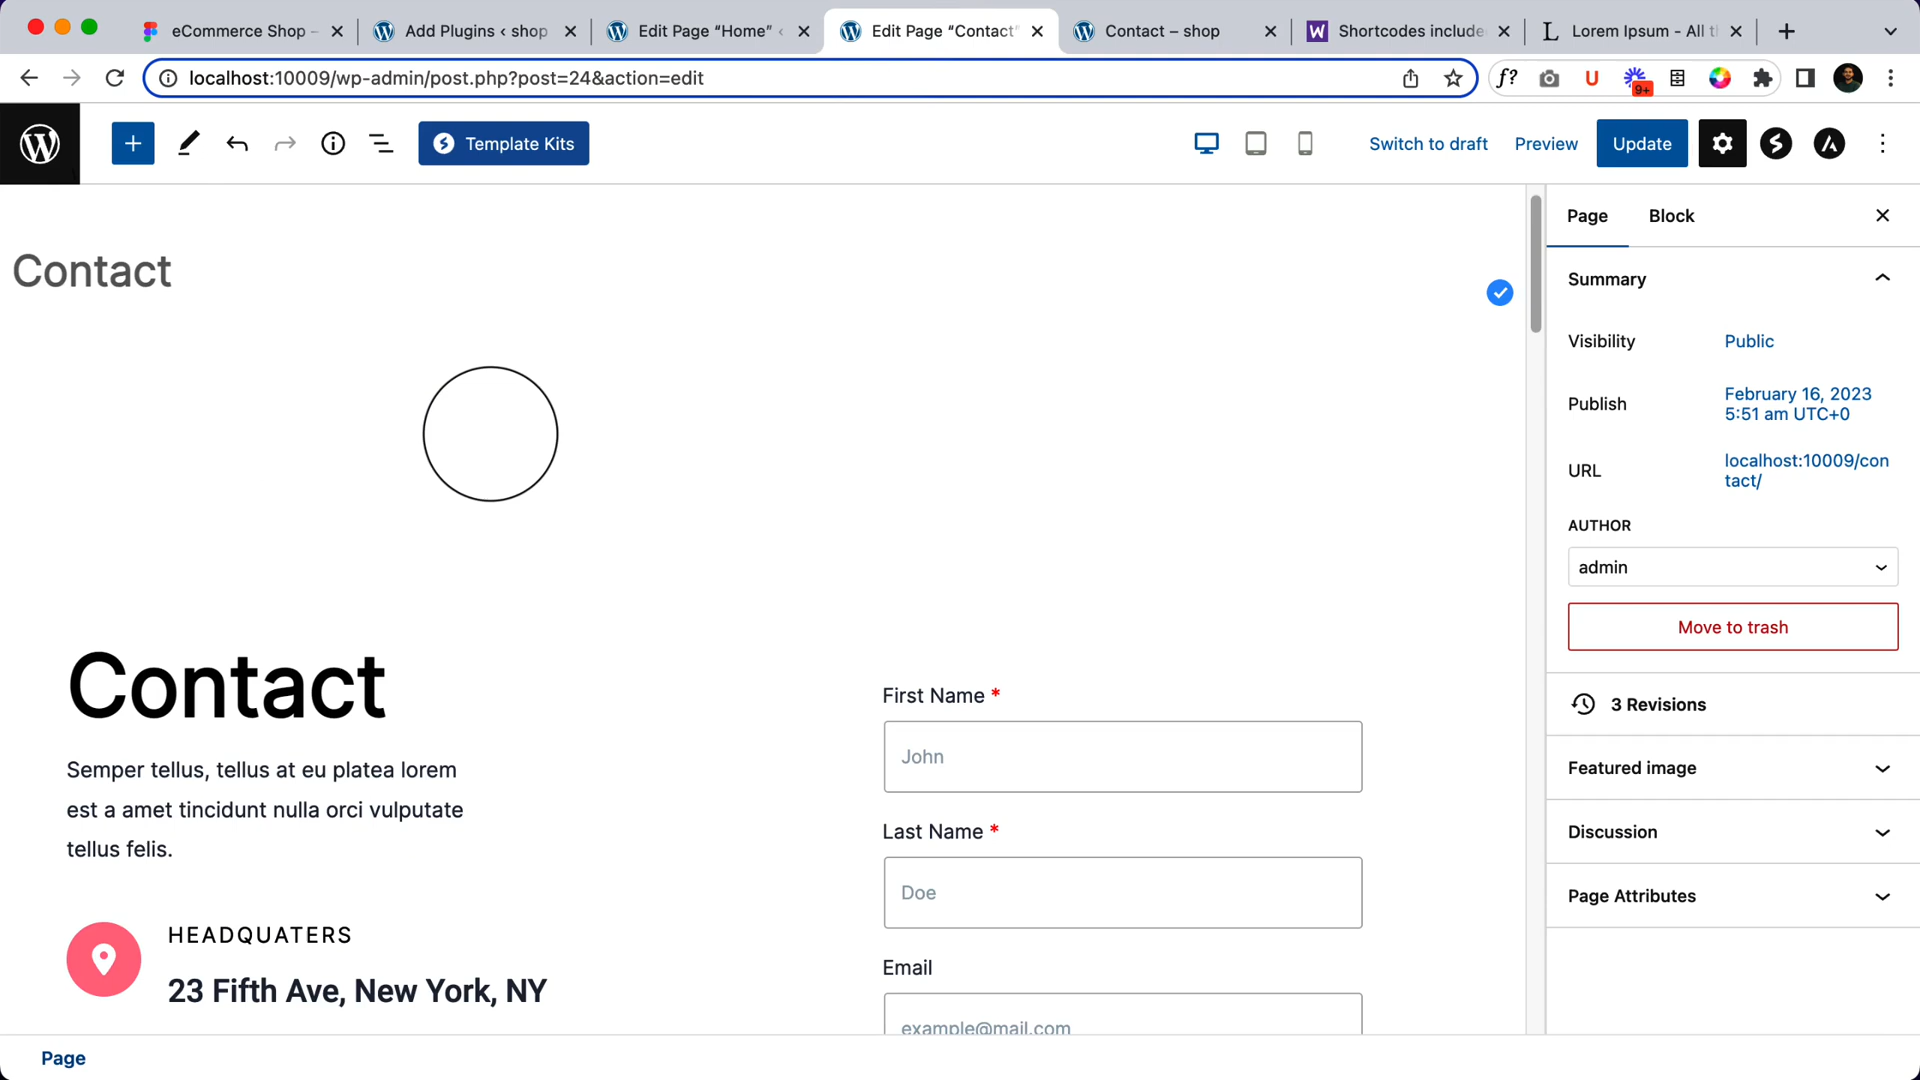 eCommerce Shop –
Add Plugins ‹ shop
Edit Page “Home” ‹
Edit Page “Contact”
Contact – shop
Shortcodes include
Lorem Ipsum - All t
localhost:10009/wp-admin/post.php?post=24&action=edit
f?
U
9+
Template Kits
Switch to draft
Preview
Update
Contact
Contact
Semper tellus, tellus at eu platea lorem
est a amet tincidunt nulla orci vulputate
tellus felis.
HEADQUATERS
23 Fifth Ave, New York, NY
First Name *
John
Last Name *
Doe
Email
example@mail.com
Page
Block
Summary
Visibility
Public
Publish
February 16, 2023
5:51 am UTC+0
URL
localhost:10009/con
tact/
AUTHOR
admin
Move to trash
3 Revisions
Featured image
Discussion
Page Attributes
Page